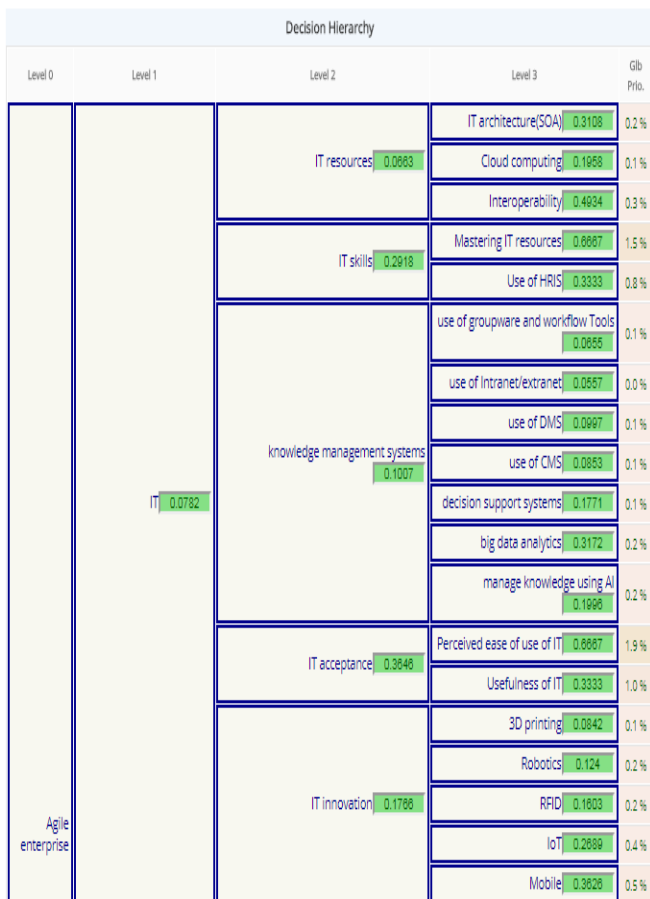 Decision Hierarchy
Level 0 Level 1 Level 2 Level 3 Glb
Prio.
IT architecture(SOA) 0.3108 0.2 %
IT resources 0.0663 Cloud computing 0.1958 0.1 %
Interoperability 0.4934 0.3 %
Mastering IT resources 0.6667 1.5 %
IT skills 0.2918
Use of HRIS 0.3333 0.8 %
use of groupware and workflow Tools
0.0655 0.1 %
use of Intranet/extranet 0.0557 0.0 %
use of DMS 0.0997 0.1 %
knowledge management systems
0.1007
use of CMS 0.0853 0.1 %
IT 0.0782 decision support systems 0.1771 0.1 %
big data analytics 0.3172 0.2 %
manage knowledge using AI
0.1996 0.2 %
Perceived ease of use of IT 0.6667 1.9 %
IT acceptance 0.3646
Usefulness of IT 0.3333 1.0 %
3D printing 0.0842 0.1 %
Robotics 0.124 0.2 %
IT innovation 0.1766 RFID 0.1603 0.2 %
Agile
enterprise
IoT 0.2689 0.4 %
Mobile 0.3626 0.5 %